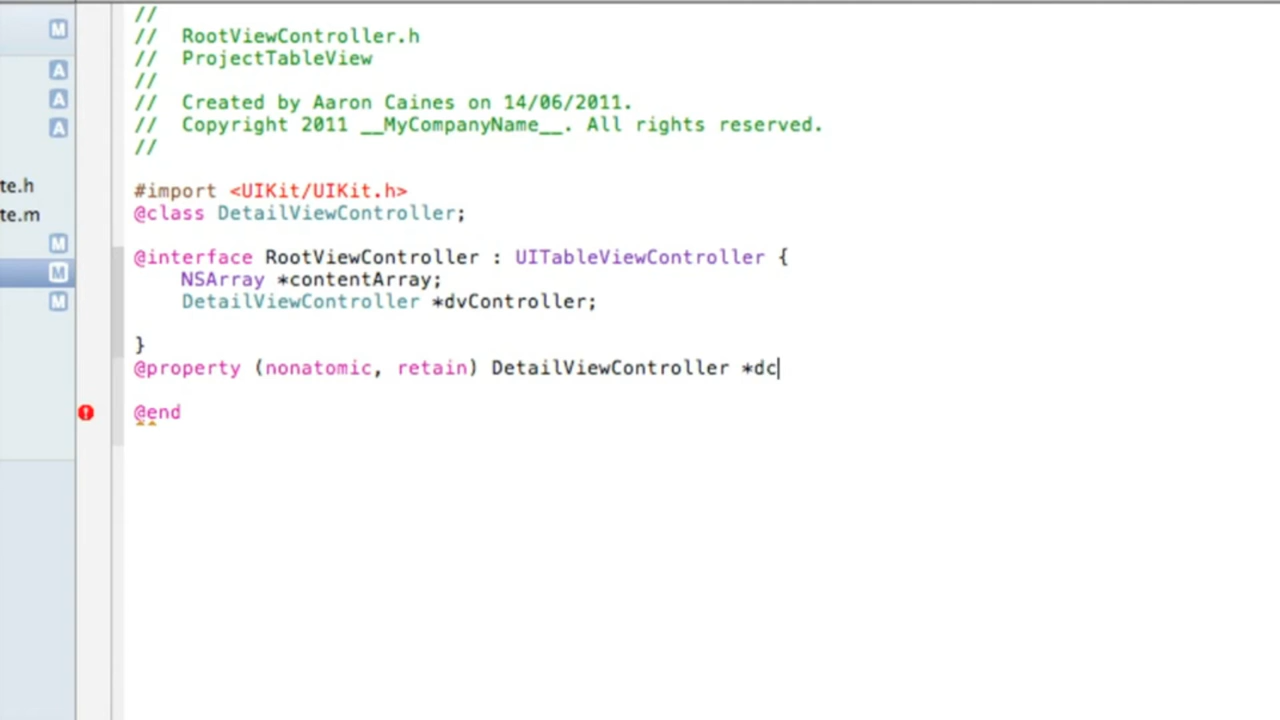 //
M
// RootViewController.h
// ProjectTableView
A
//
A
// Created by Aaron Caines on 14/06/2011.
A
// Copyright 2011 __MyCompanyName__. All rights reserved.
//
te.h
#import <UIKit/UIKit.h>
te.m
@class DetailViewController;
M
@interface RootViewController : UITableViewController {
M
NSArray *contentArray;
M
DetailViewController *dvController;
}
@property (nonatomic, retain) DetailViewController *dc
@end